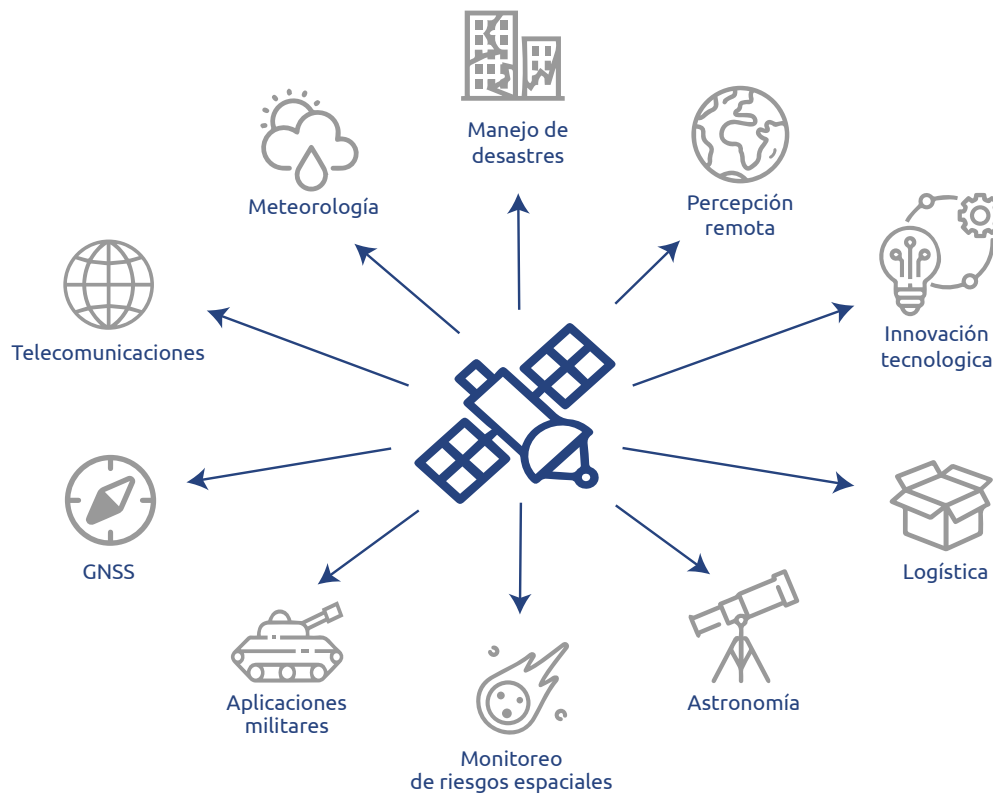 Manejo de
desastres
Meteorología
Percepción
remota
Telecomunicaciones
Innovación
tecnologica
GNSS
Logística
Aplicaciones
militares
Astronomía
Monitoreo
de riesgos espaciales